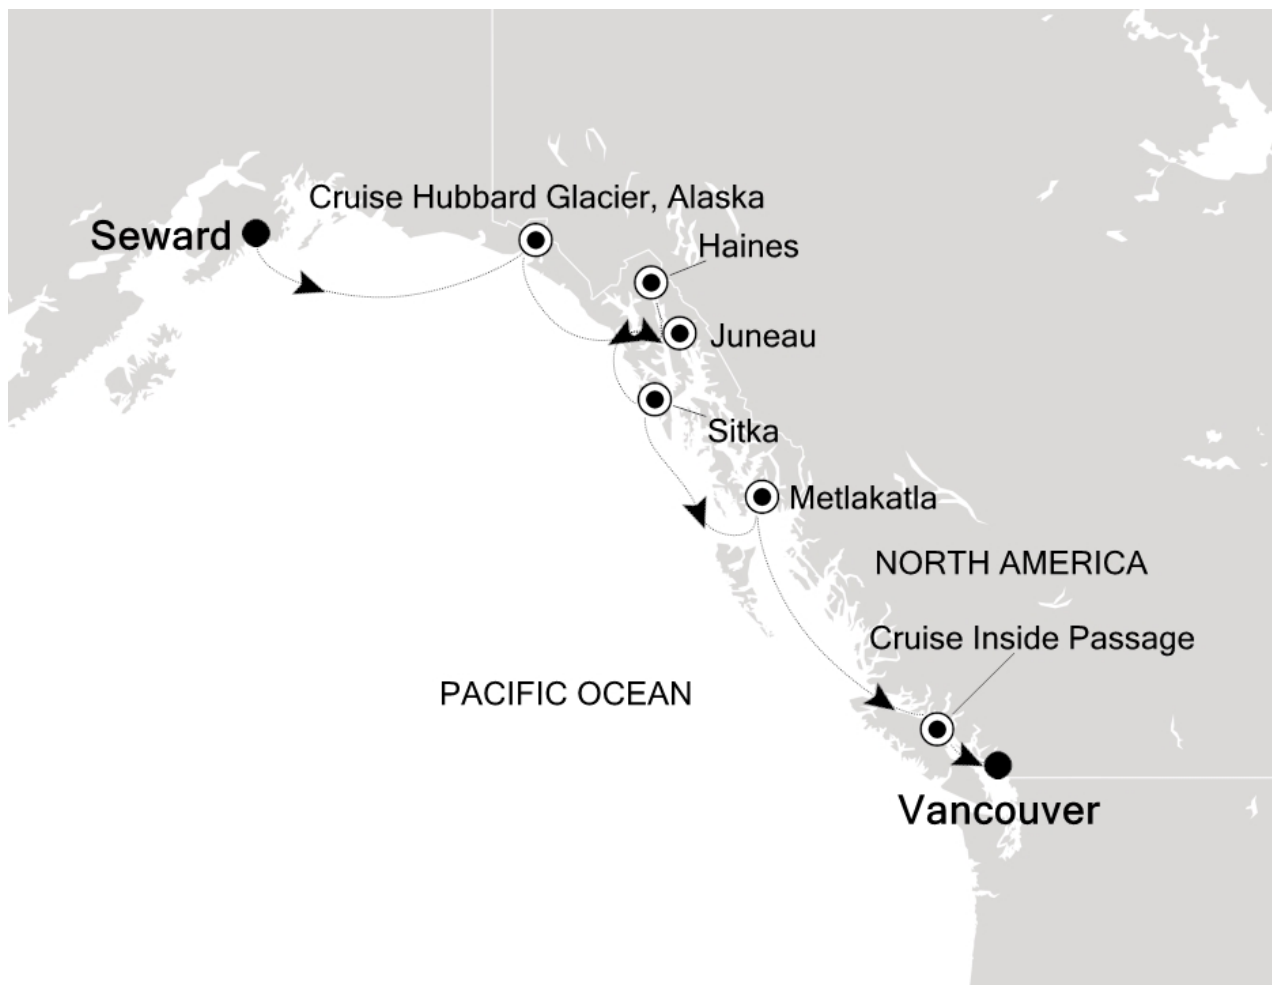 Cruise Hubbard Glacier, Alaska
Seward
Haines
Juneau
Sitka
Metlakatla
NORTH AMERICA
Cruise Inside Passage
PACIFIC OCEAN
Vancouver